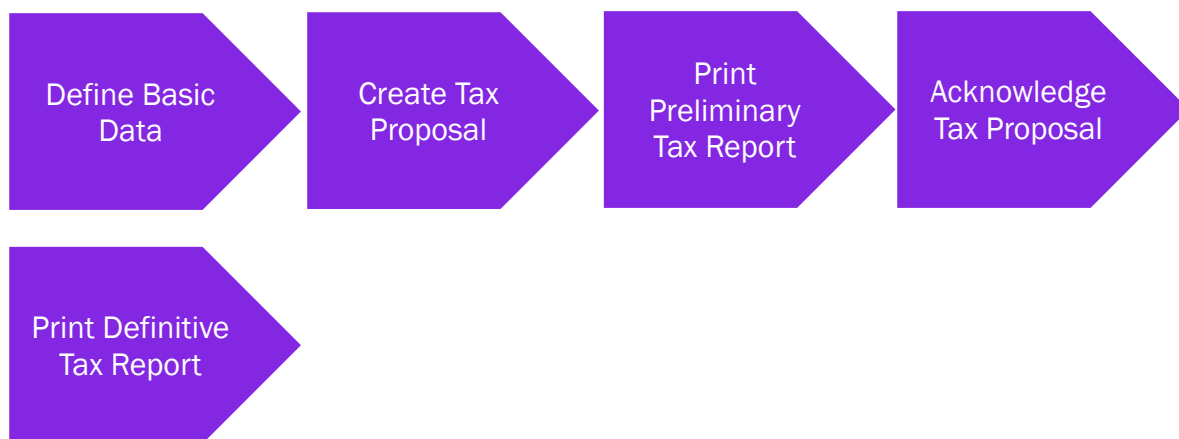 Define Basic
Data
Create Tax
Proposal
Print
Preliminary
Tax Report
Acknowledge
Tax Proposal
Print Definitive
Tax Report